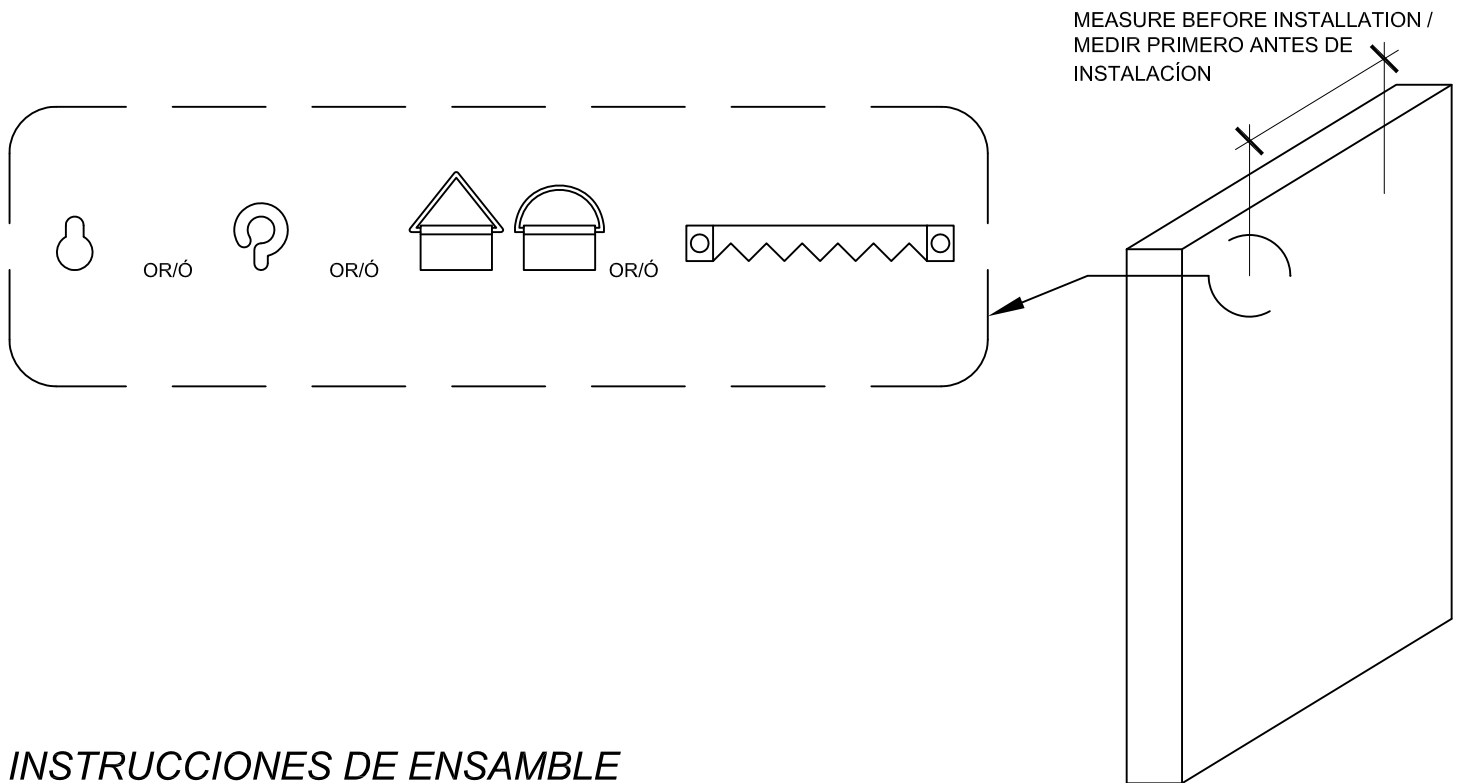 MEASURE BEFORE INSTALLATION /
MEDIR PRIMERO ANTES DE
INSTALACÍON
OR/Ó
OR/Ó
OR/Ó
INSTRUCCIONES DE ENSAMBLE